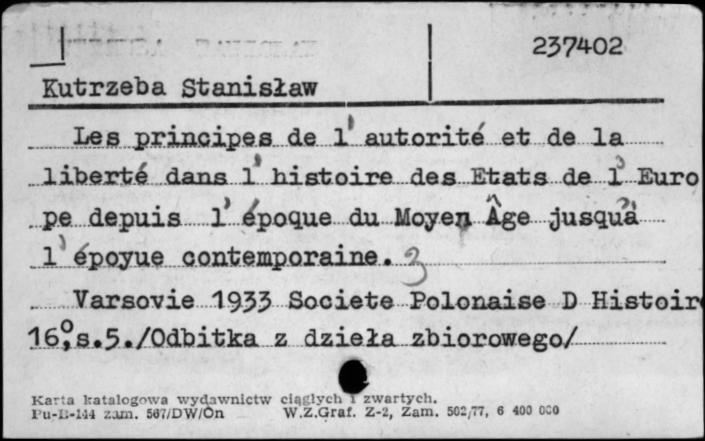 237402
Kutrzeba Stanisław
Les principes de l'autorité et de la
liberté dans l'histoire des Etats de l'Euro
pe depuis l'époque du Moyen Âge jusquà
l'épo​yue contemporaine.
Varsovie 1933 Societe Polonaise D Histoir
16°,s.5./Odbitka z dzieła zbiorowego/
Karta katalogowa wydawnictw ciągłych i zwartych.
Pu-B-144 zam. 567/DW/On W.Z.Graf. Z-2, Zam. 502/77, 6 400 000